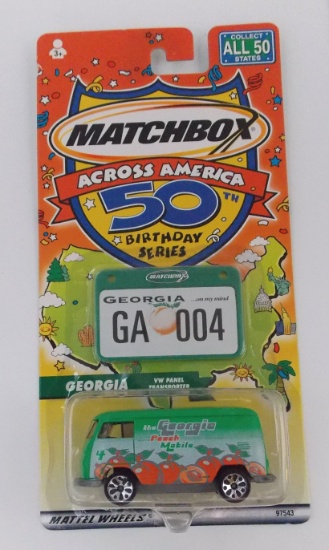 COLLECT
ALL 50
STATES
3+
MATCHBOX
ACROSS AMERICA
50TH
BIRTHDAY
SERIES
MATCHBOX
GEORGIA ...on my mind
GA 004
GEORGIA
VW PANEL
TRANSPORTER
The Georgia
Peach
Mobile
4
MATTEL WHEELS
97543